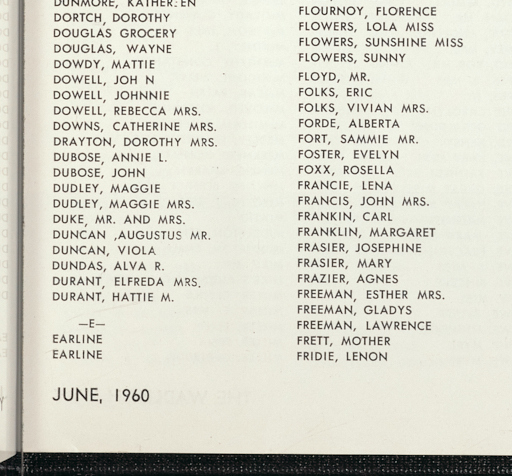 DUNMORE, KATHER:EN
DORTCH, DOROTHY
DOUGLAS GROCERY
DOUGLAS, WAYNE
DOWDY, MATTIE
DOWELL, JOH N
DOWELL, JOHNNIE
DOWELL, REBECCA MRS.
DOWNS, CATHERINE MRS.
DRAYTON, DOROTHY MRS.
DUBOSE, ANNIE L.
DUBOSE, JOHN
DUDLEY, MAGGIE
DUDLEY, MAGGIE MRS.
DUKE, MR. AND MRS.
DUNCAN ,AUGUSTUS MR.
DUNCAN, VIOLA
DUNDAS, ALVA R.
DURANT, ELFREDA MRS.
DURANT, HATTIE M.
—E—
EARLINE
EARLINE
FLOURNOY, FLORENCE
FLOWERS, LOLA MISS
FLOWERS, SUNSHINE MISS
FLOWERS, SUNNY
FLOYD, MR.
FOLKS, ERIC
FOLKS, VIVIAN MRS.
FORDE, ALBERTA
FORT, SAMMIE MR.
FOSTER, EVELYN
FOXX, ROSELLA
FRANCIE, LENA
FRANCIS, JOHN MRS.
FRANKIN, CARL
FRANKLIN, MARGARET
FRASIER, JOSEPHINE
FRASIER, MARY
FRAZIER, AGNES
FREEMAN, ESTHER MRS.
FREEMAN, GLADYS
FREEMAN, LAWRENCE
FRETT, MOTHER
FRIDIE, LENON
JUNE, 1960